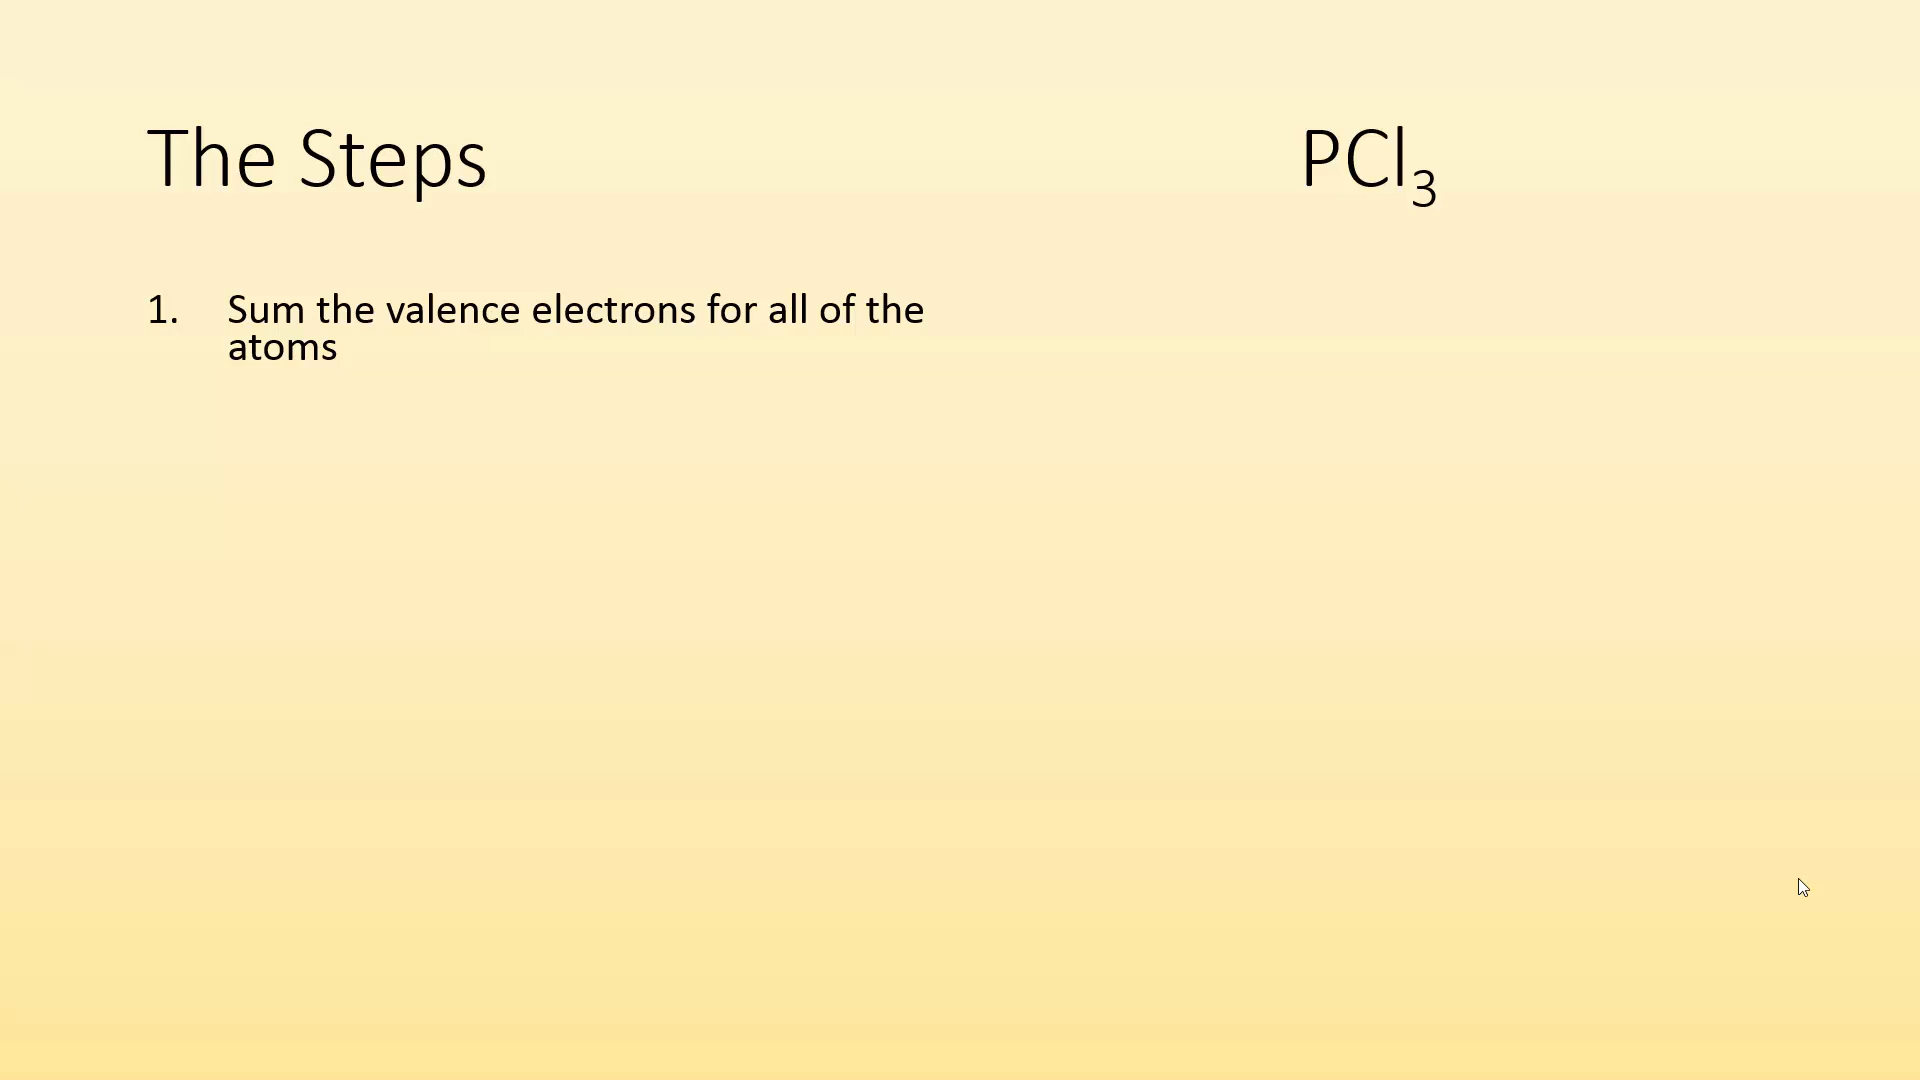 The Steps
PCl₃
1. Sum the valence electrons for all of the
atoms